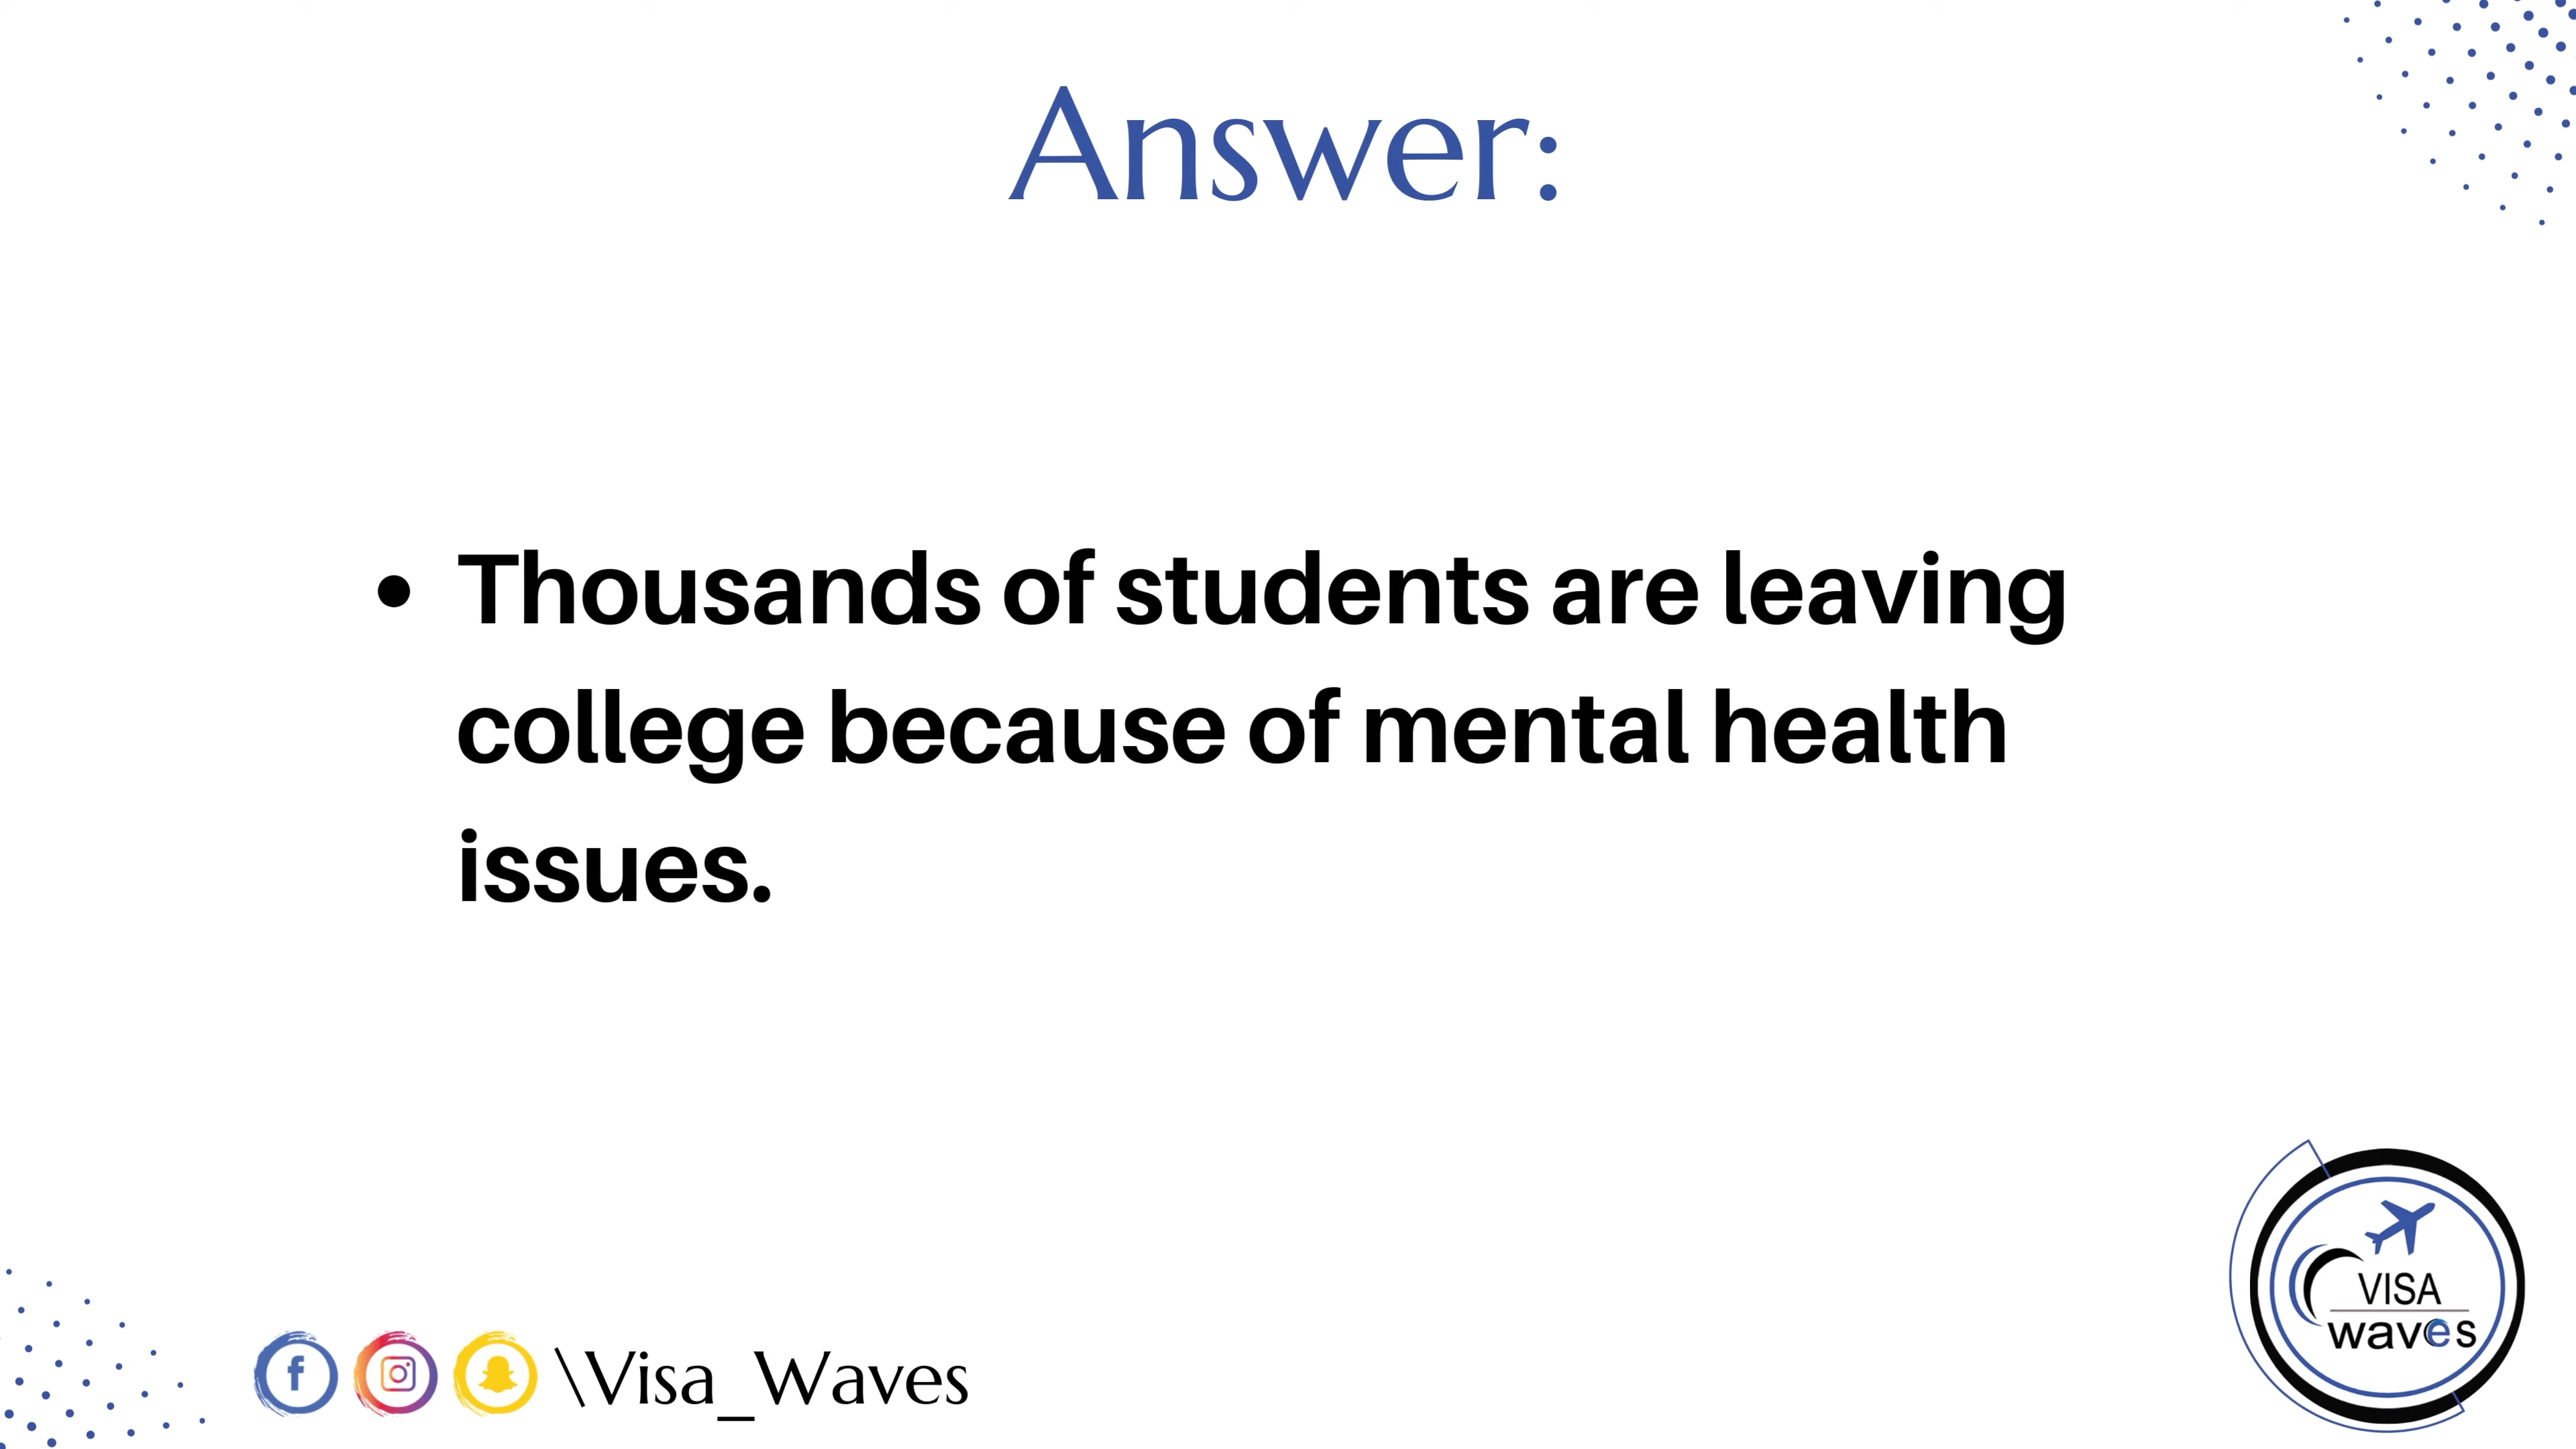 Answer:
• Thousands of students are leaving
college because of mental health
issues.
\Visa_Waves
VISA
waves